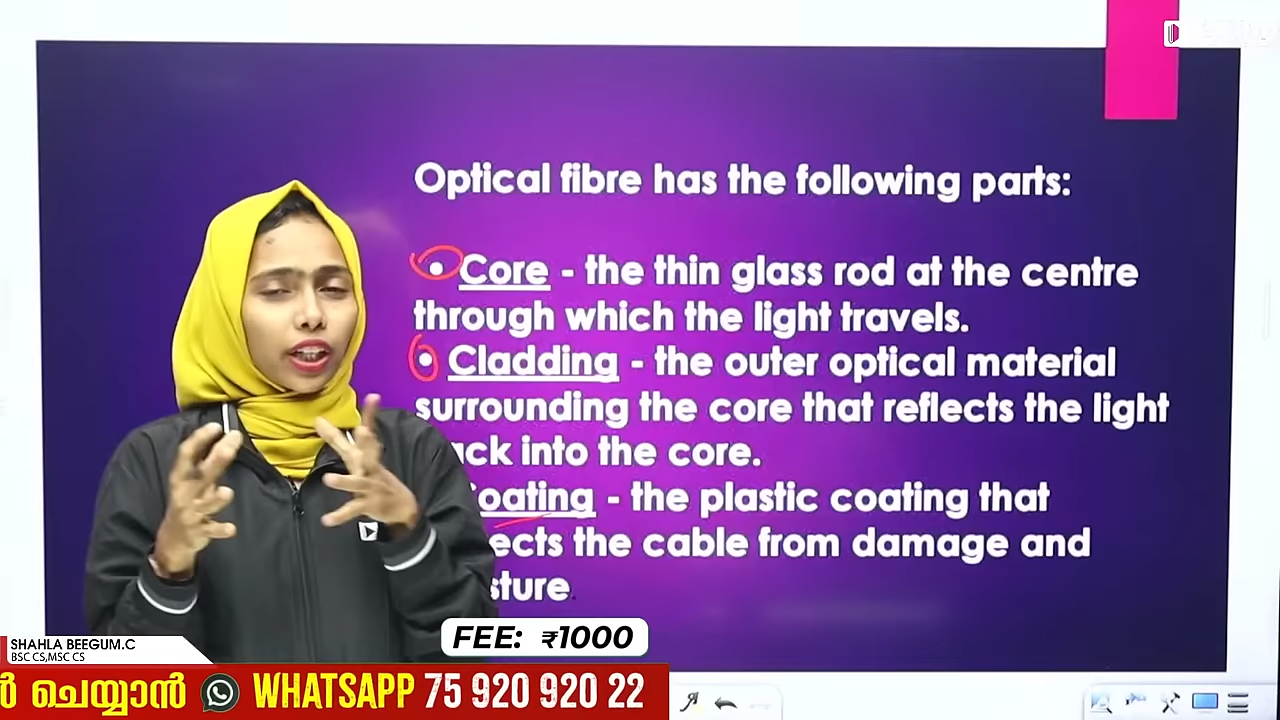 Optical fibre has the following parts:
• Core - the thin glass rod at the centre
through which the light travels.
• Cladding - the outer optical material
surrounding the core that reflects the light
ack into the core.
oating - the plastic coating that
ects the cable from damage and
sture.
FEE: ₹1000
SHAHLA BEEGUM.C
BSC CS,MSC CS
ൽ ചെയ്യാൻ WHATSAPP 75 920 920 22